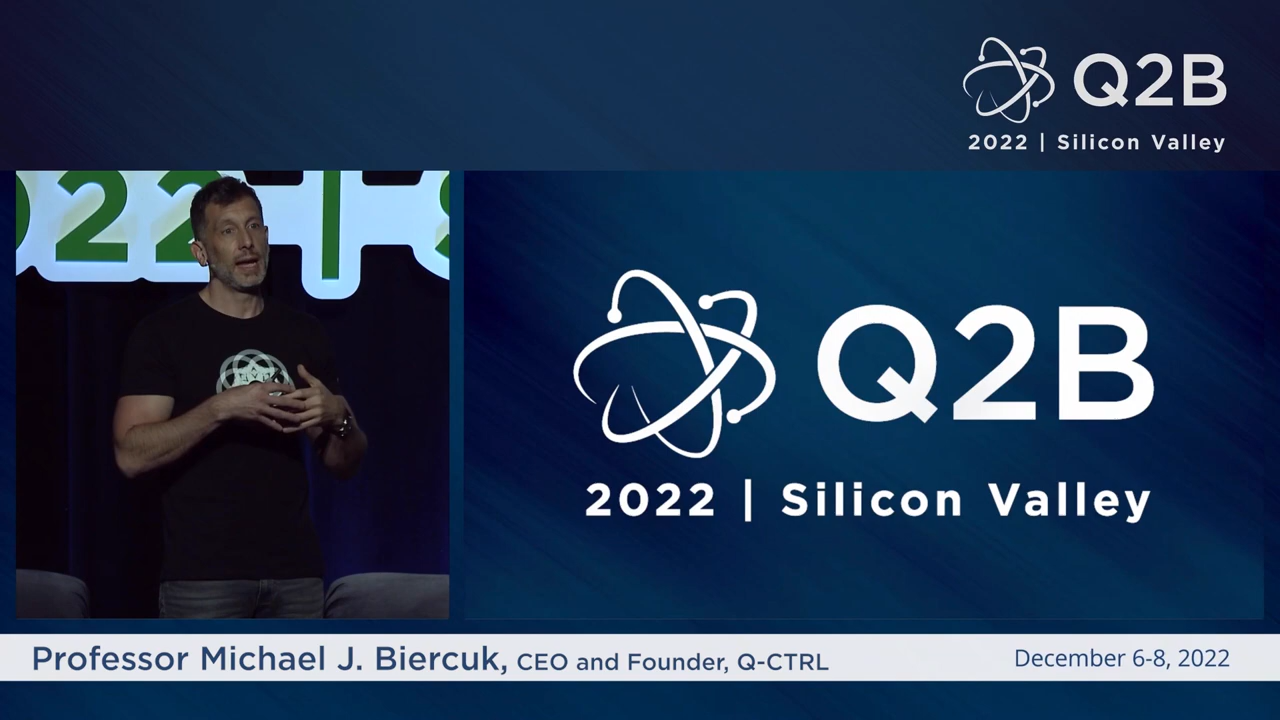 Q2B
2022 | Silicon Valley
22 |
Q2B
2022 | Silicon Valley
Professor Michael J. Biercuk, CEO and Founder, Q-CTRL
December 6-8, 2022